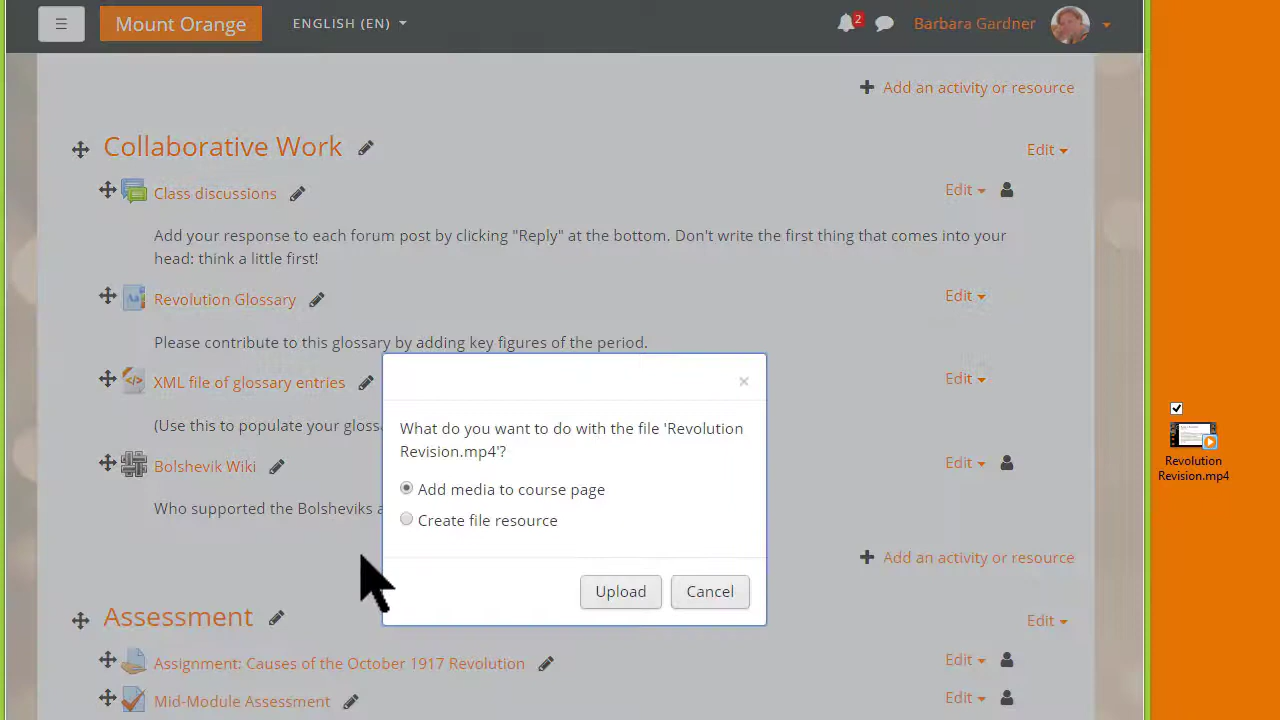 Mount Orange
ENGLISH (EN)
2
Barbara Gardner
Add an activity or resource
Collaborative Work
Edit
Class discussions
Edit
Add your response to each forum post by clicking "Reply" at the bottom. Don't write the first thing that comes into your
head: think a little first!
Revolution Glossary
Edit
Please contribute to this glossary by adding key figures of the period.
XML file of glossary entries
Edit
(Use this to populate your gloss
Bolshevik Wiki
Edit
Who supported the Bolsheviks a
What do you want to do with the file 'Revolution
Revision.mp4'?
Add media to course page
Create file resource
Upload
Cancel
Add an activity or resource
Assessment
Edit
Assignment: Causes of the October 1917 Revolution
Edit
Mid-Module Assessment
Edit
Revolution
Revision.mp4